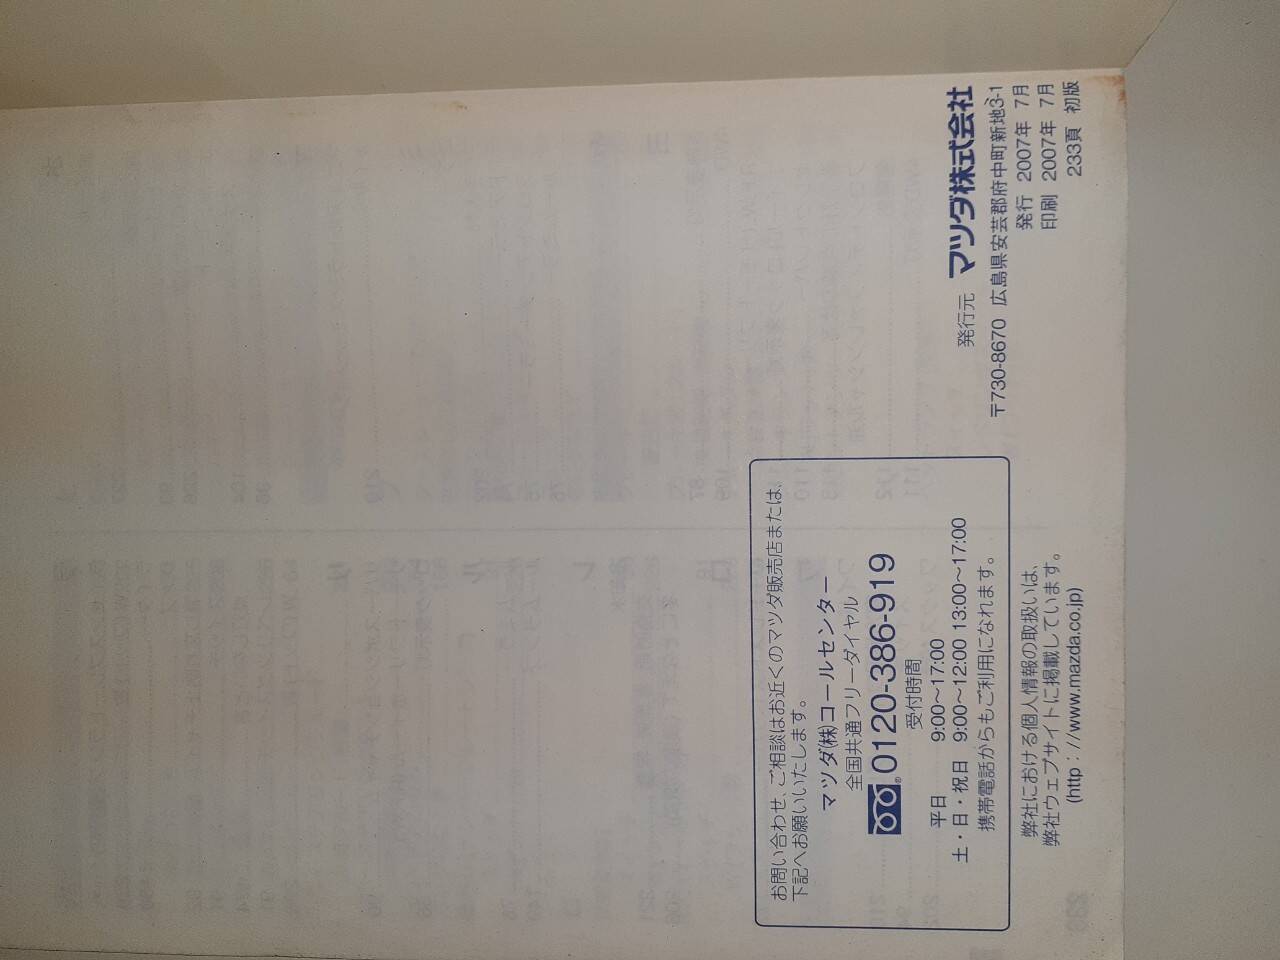 お問い合わせ、ご相談はお近くのマツダ販売店または、
下記へお願いいたします。
マツダ(株)コールセンター
全国共通フリーダイヤル
0120-386-919
受付時間
平日 9:00〜17:00
土・日・祝日 9:00〜12:00 13:00〜17:00
携帯電話からもご利用になれます。
弊社における個人情報の取扱いは、
弊社ウェブサイトに掲載しています。
(http://www.mazda.co.jp)
発行元 マツダ株式会社
〒730-8670 広島県安芸郡府中町新地3-1
発行 2007年 7月
印刷 2007年 7月
233頁 初版